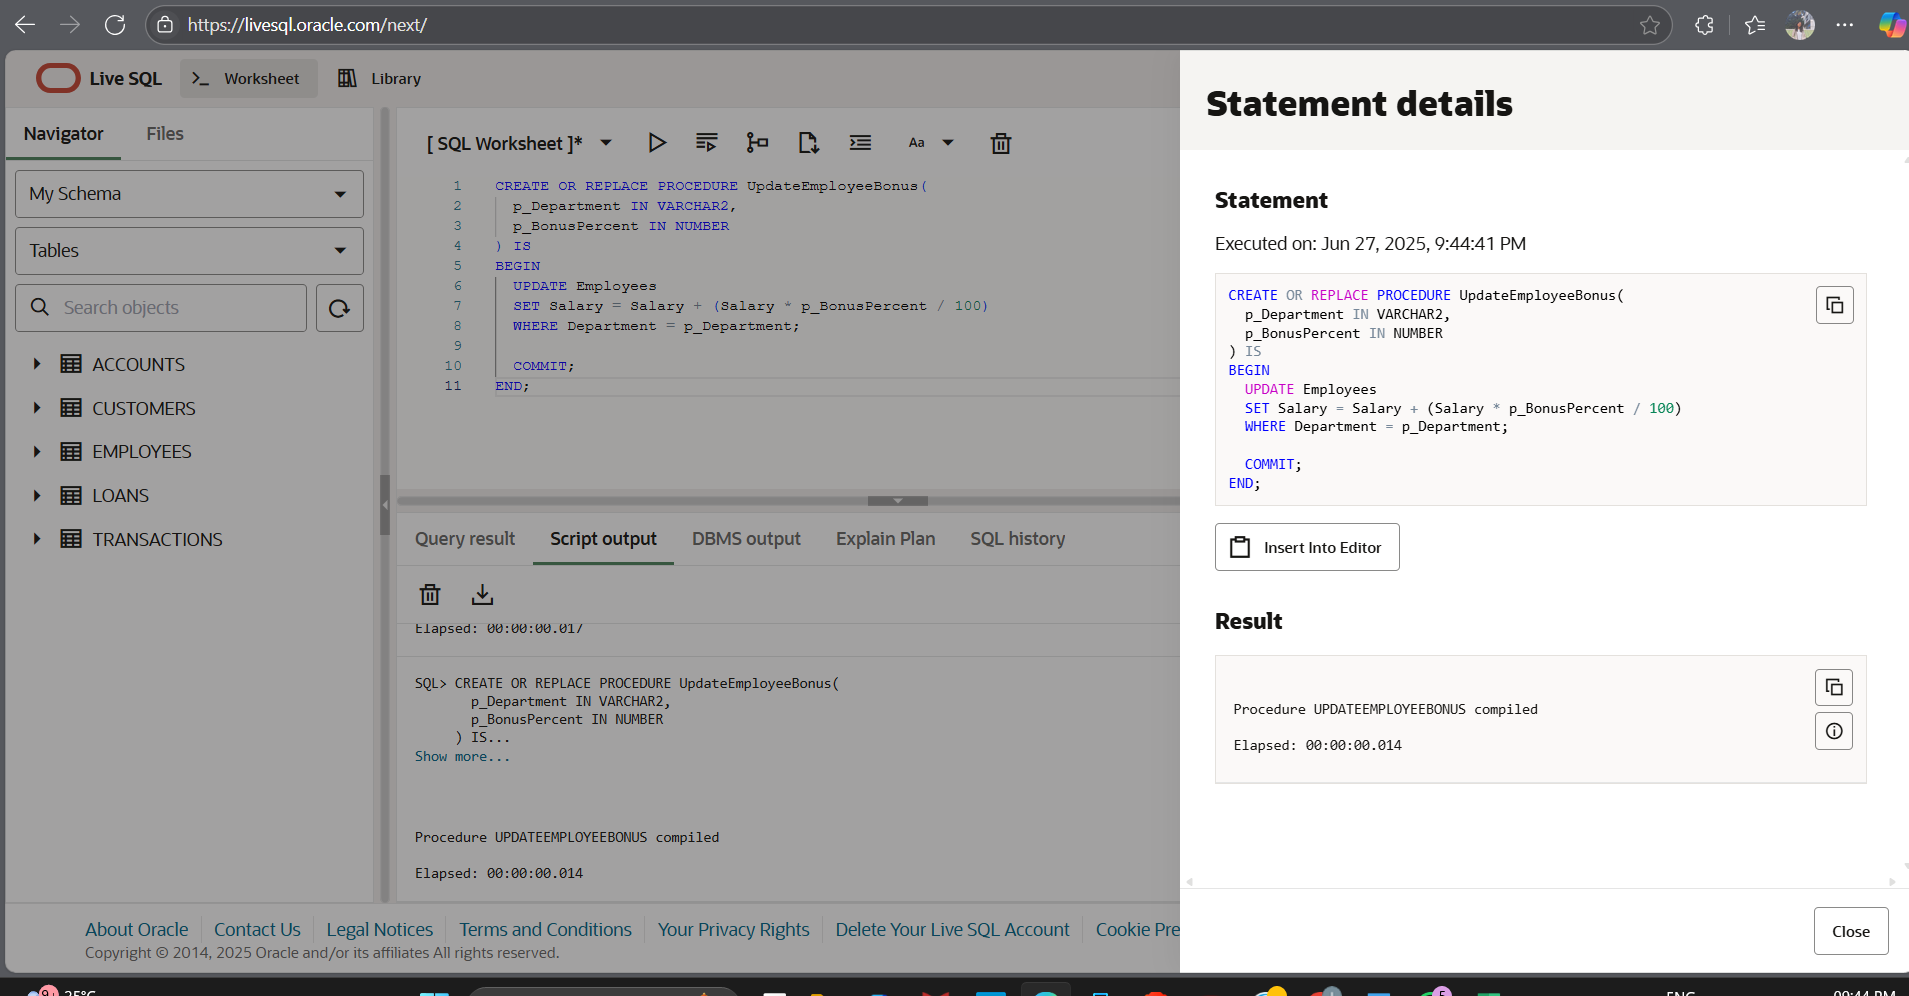 https://livesql.oracle.com/next/
Live SQL
Worksheet
Library
Navigator
Files
My Schema
Tables
Search objects
ACCOUNTS
CUSTOMERS
EMPLOYEES
LOANS
TRANSACTIONS
[ SQL Worksheet ]*
Aa
1 CREATE OR REPLACE PROCEDURE UpdateEmployeeBonus(
2 p_Department IN VARCHAR2,
3 p_BonusPercent IN NUMBER
4 ) IS
5 BEGIN
6 UPDATE Employees
7 SET Salary = Salary + (Salary * p_BonusPercent / 100)
8 WHERE Department = p_Department;
9
10 COMMIT;
11 END;
Query result
Script output
DBMS output
Explain Plan
SQL history
Elapsed: 00:00:00.017
SQL> CREATE OR REPLACE PROCEDURE UpdateEmployeeBonus(
p_Department IN VARCHAR2,
p_BonusPercent IN NUMBER
) IS...
Show more...
Procedure UPDATEEMPLOYEEBONUS compiled
Elapsed: 00:00:00.014
Statement details
Statement
Executed on: Jun 27, 2025, 9:44:41 PM
CREATE OR REPLACE PROCEDURE UpdateEmployeeBonus(
p_Department IN VARCHAR2,
p_BonusPercent IN NUMBER
) IS
BEGIN
UPDATE Employees
SET Salary = Salary + (Salary * p_BonusPercent / 100)
WHERE Department = p_Department;
COMMIT;
END;
Insert Into Editor
Result
Procedure UPDATEEMPLOYEEBONUS compiled
Elapsed: 00:00:00.014
Close
About Oracle
Contact Us
Legal Notices
Terms and Conditions
Your Privacy Rights
Delete Your Live SQL Account
Cookie Pre
Copyright © 2014, 2025 Oracle and/or its affiliates All rights reserved.
9+
25°C
5
ENG
09:44 PM